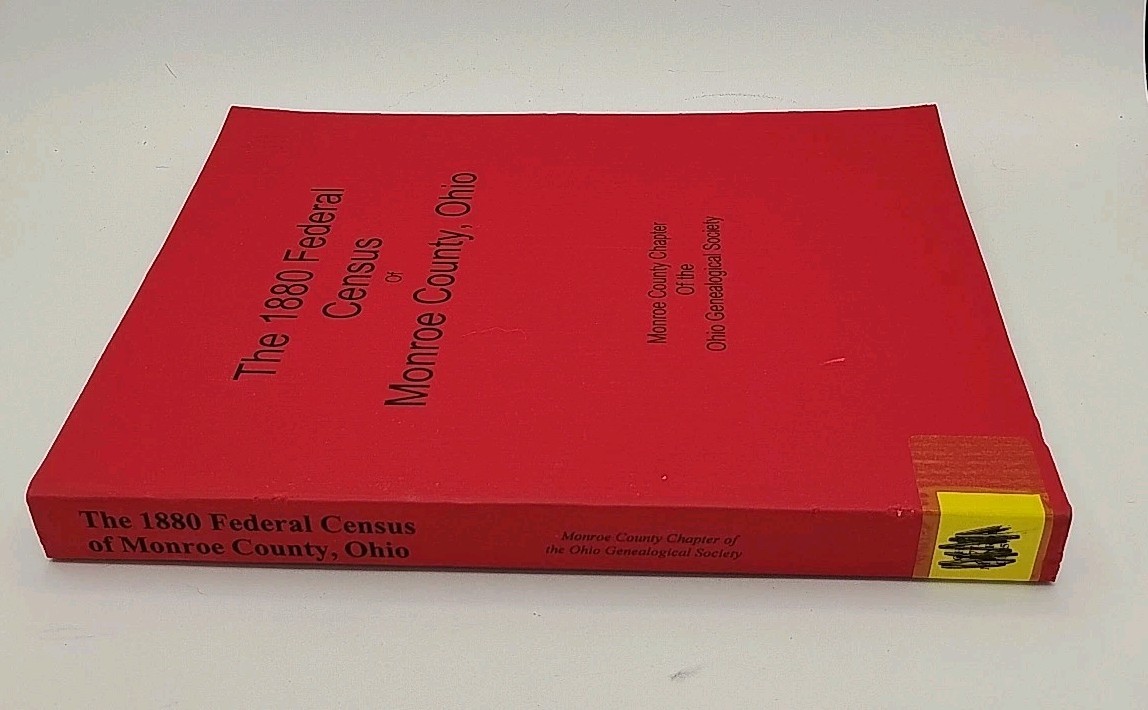 The 1880 Federal
Census
Of
Monroe County, Ohio
Monroe County Chapter
Of the
Ohio Genealogical Society
The 1880 Federal Census
of Monroe County, Ohio
Monroe County Chapter of
the Ohio Genealogical Society